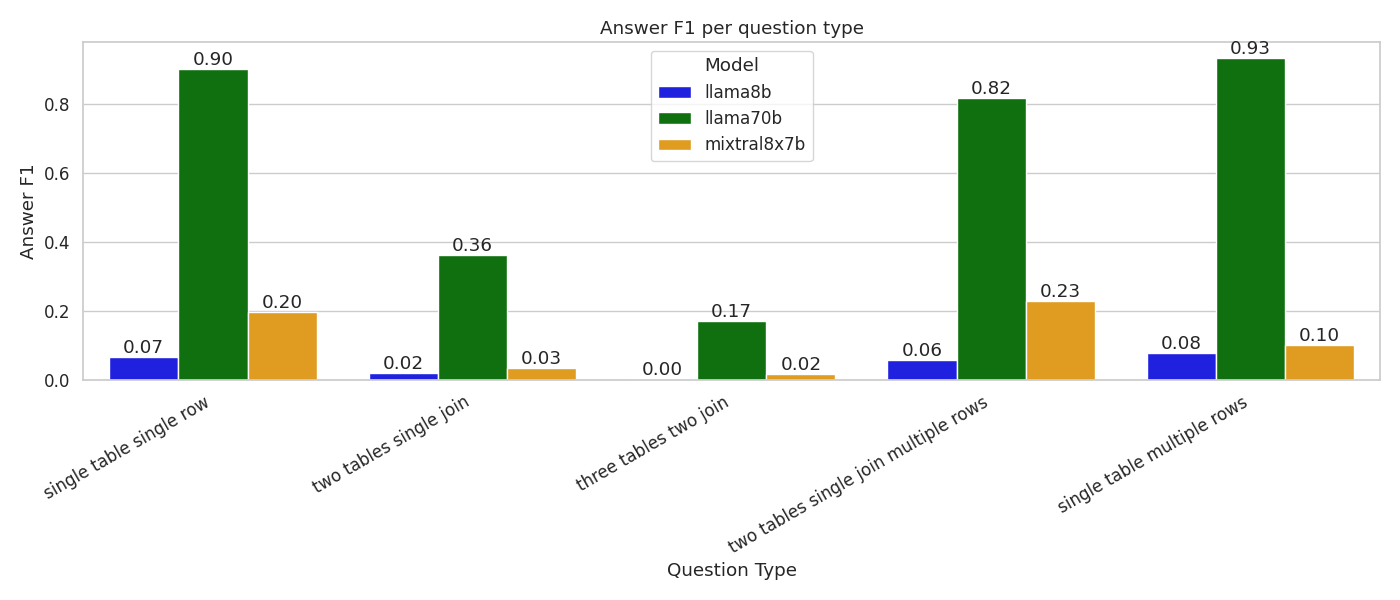 Answer F1 per question type
Model
llama8b
llama70b
mixtral8x7b
Answer F1
0.8
0.6
0.4
0.2
0.0
0.07
0.90
0.20
0.02
0.36
0.03
0.00
0.17
0.02
0.06
0.82
0.23
0.08
0.93
0.10
single table single row
two tables single join
three tables two join
two tables single join multiple rows
single table multiple rows
Question Type